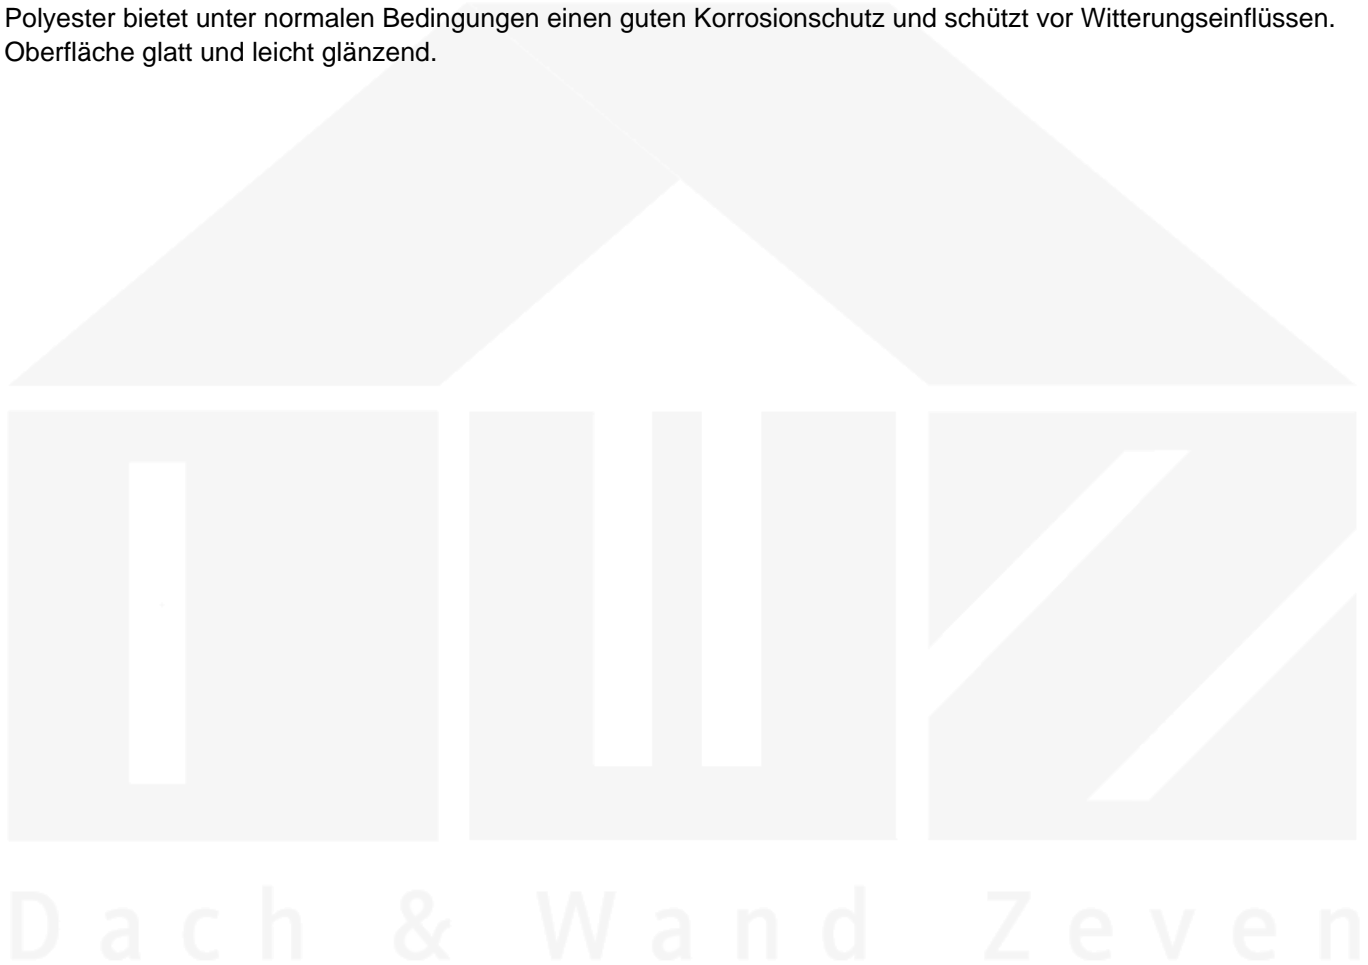 Polyester bietet unter normalen Bedingungen einen guten Korrosionschutz und schützt vor Witterungseinflüssen.
Oberfläche glatt und leicht glänzend.
Dach & Wand Zeven